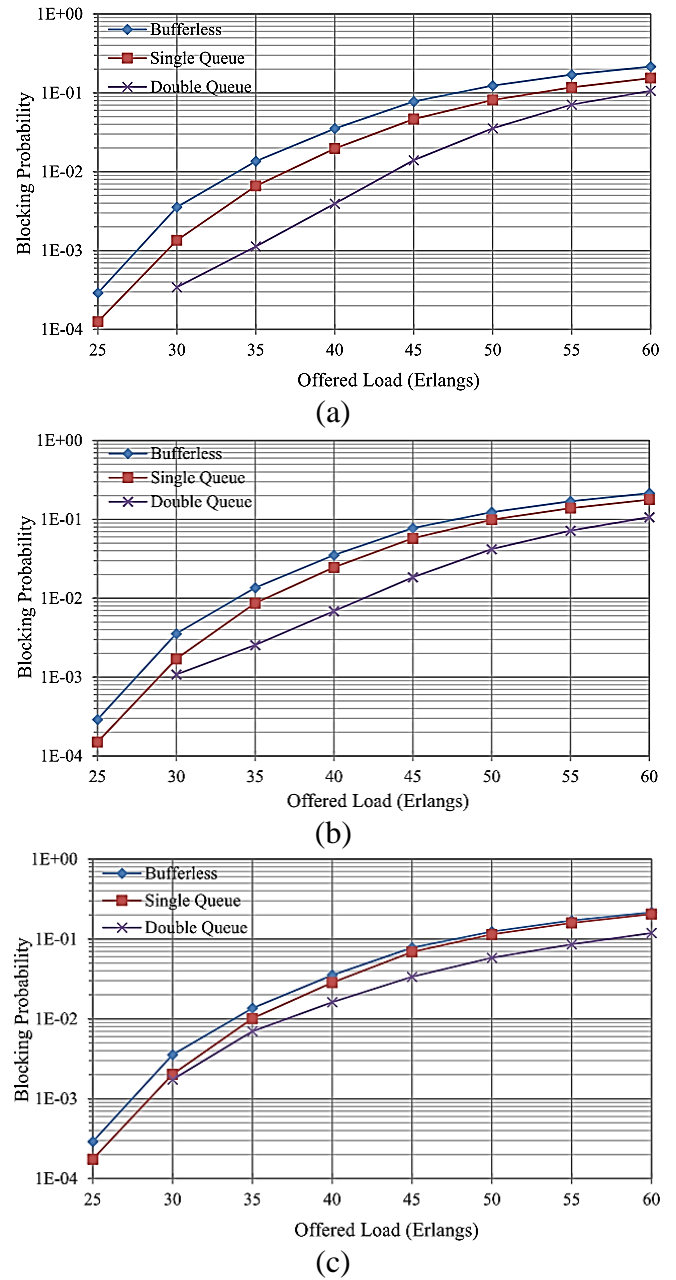 1E+00
Bufferless
Single Queue
Double Queue
1E-01
1E-02
1E-03
1E-04
Blocking Probability
25 30 35 40 45 50 55 60
Offered Load (Erlangs)
(a)
1E+00
Bufferless
Single Queue
Double Queue
1E-01
1E-02
1E-03
1E-04
Blocking Probability
25 30 35 40 45 50 55 60
Offered Load (Erlangs)
(b)
1E+00
Bufferless
Single Queue
Double Queue
1E-01
1E-02
1E-03
1E-04
Blocking Probability
25 30 35 40 45 50 55 60
Offered Load (Erlangs)
(c)